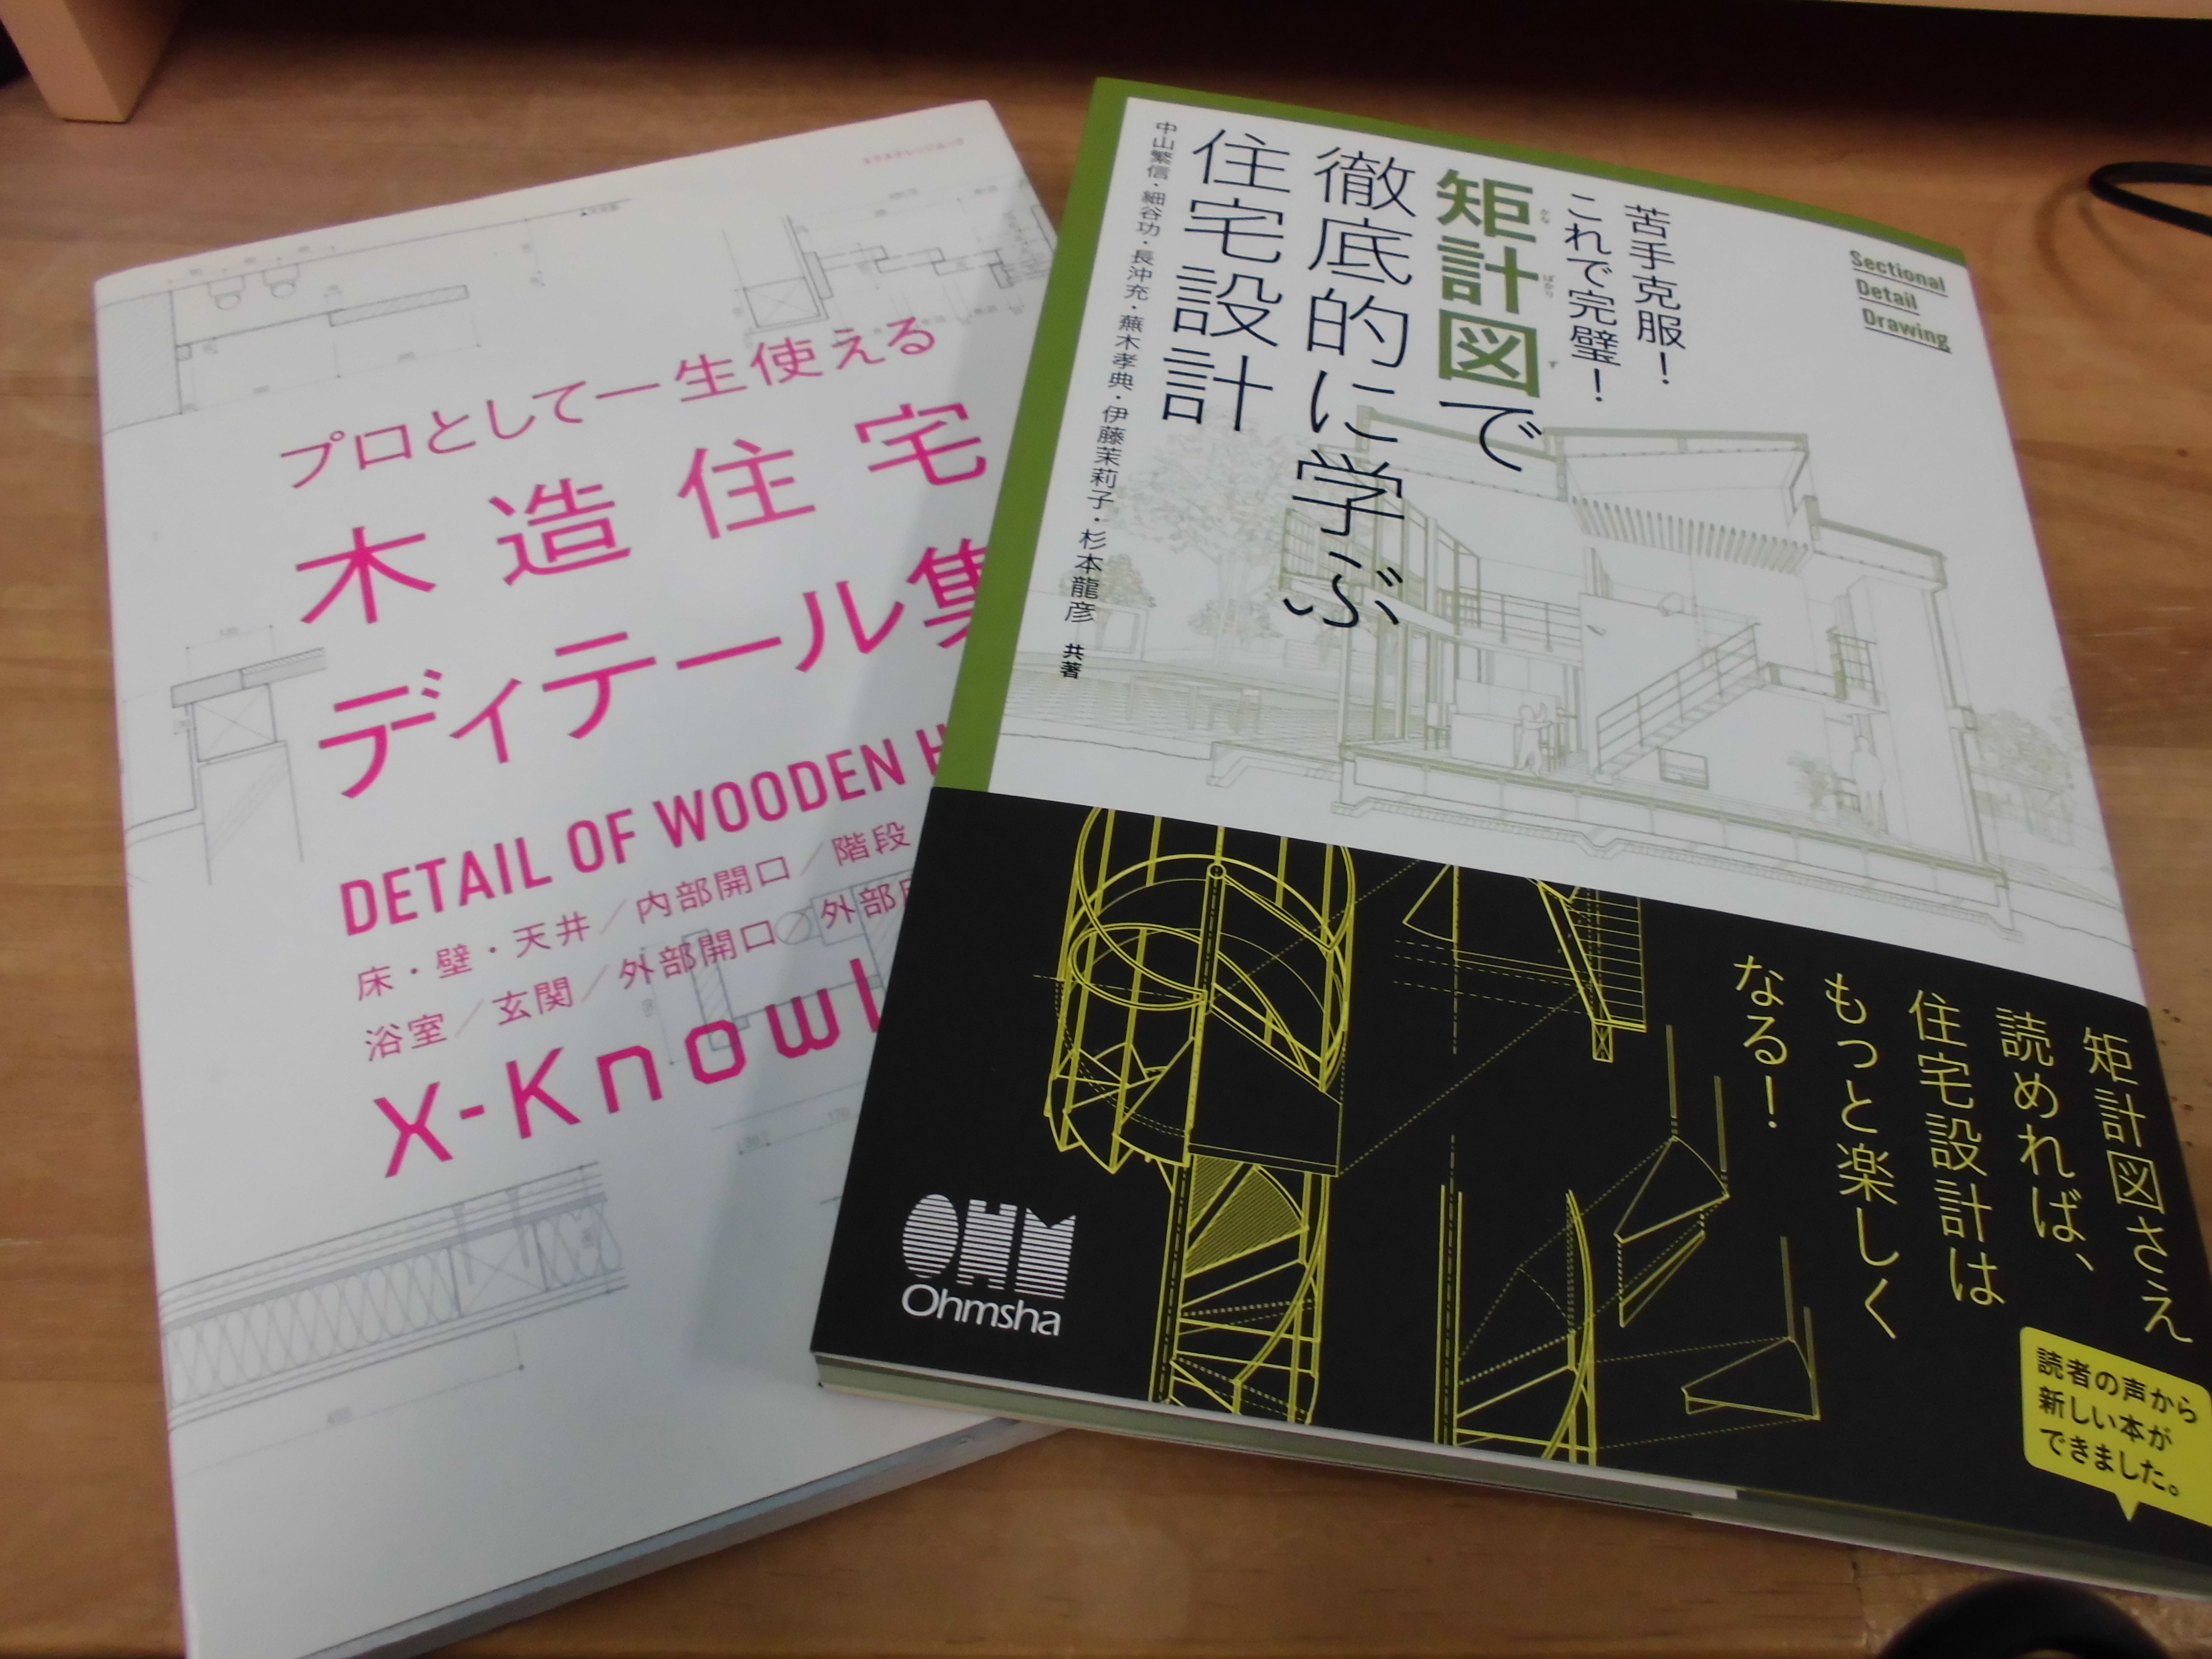 エクスナレッジムック
プロとして一生使える
木造住宅
ディテール集
DETAIL OF WOODEN H
床・壁・天井／内部開口／階段
浴室／玄関／外部開口 外部
X-Knowl
Sectional
Detail
Drawing
苦手克服!
これで完璧!
矩計図で
かなばかりず
徹底的に学ぶ
住宅設計
中山繁信・細谷功・長沖充・蕪木孝典・伊藤茉莉子・杉本龍彦 共著
矩計図さえ
読めれば、
住宅設計は
もっと楽しく
なる!
読者の声から
新しい本が
できました。
OHM
Ohmsha